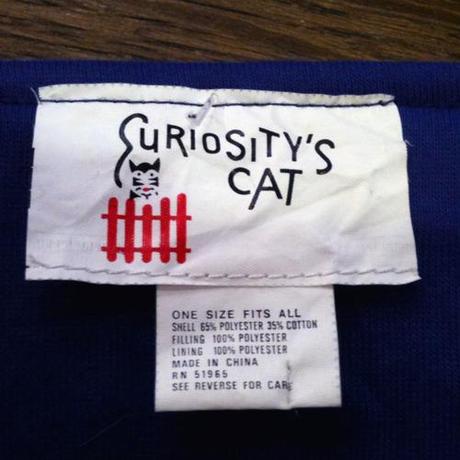 CURIOSITY'S
CAT
ONE SIZE FITS ALL
SHELL 65% POLYESTER 35% COTTON
FILLING 100% POLYESTER
LINING 100% POLYESTER
MADE IN CHINA
RN 51965
SEE REVERSE FOR CARE